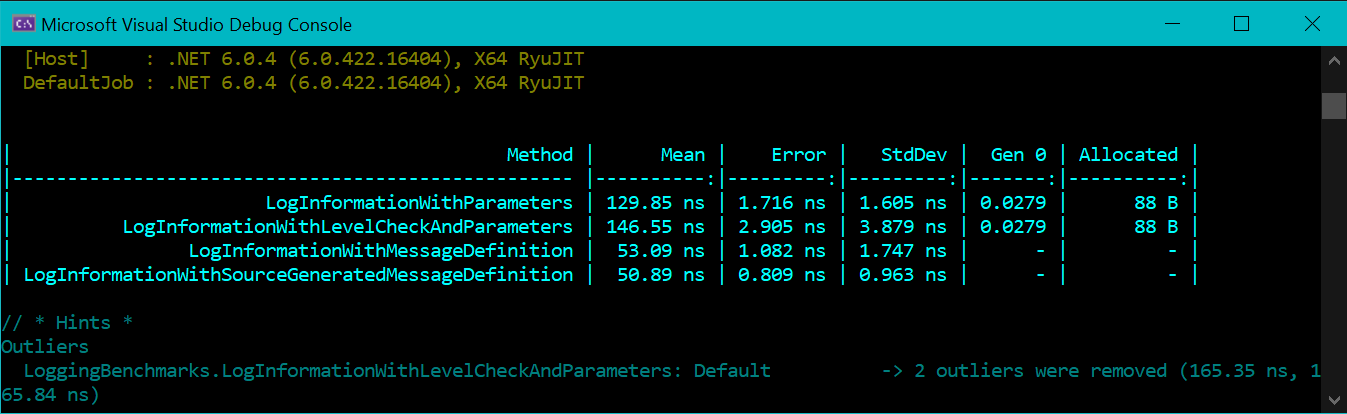 Microsoft Visual Studio Debug Console
[Host]     : .NET 6.0.4 (6.0.422.16404), X64 RyuJIT
DefaultJob : .NET 6.0.4 (6.0.422.16404), X64 RyuJIT
|                                            Method |      Mean |    Error |   StdDev |  Gen 0 | Allocated |
|-------------------------------------------------- |----------:|---------:|---------:|-------:|----------:|
|                      LogInformationWithParameters | 129.85 ns | 1.716 ns | 1.605 ns | 0.0279 |      88 B |
|         LogInformationWithLevelCheckAndParameters | 146.55 ns | 2.905 ns | 3.879 ns | 0.0279 |      88 B |
|               LogInformationWithMessageDefinition |  53.09 ns | 1.082 ns | 1.747 ns |      - |         - |
| LogInformationWithSourceGeneratedMessageDefinition |  50.89 ns | 0.809 ns | 0.963 ns |      - |         - |
// * Hints *
Outliers
LoggingBenchmarks.LogInformationWithLevelCheckAndParameters: Default          -> 2 outliers were removed (165.35 ns, 1
65.84 ns)